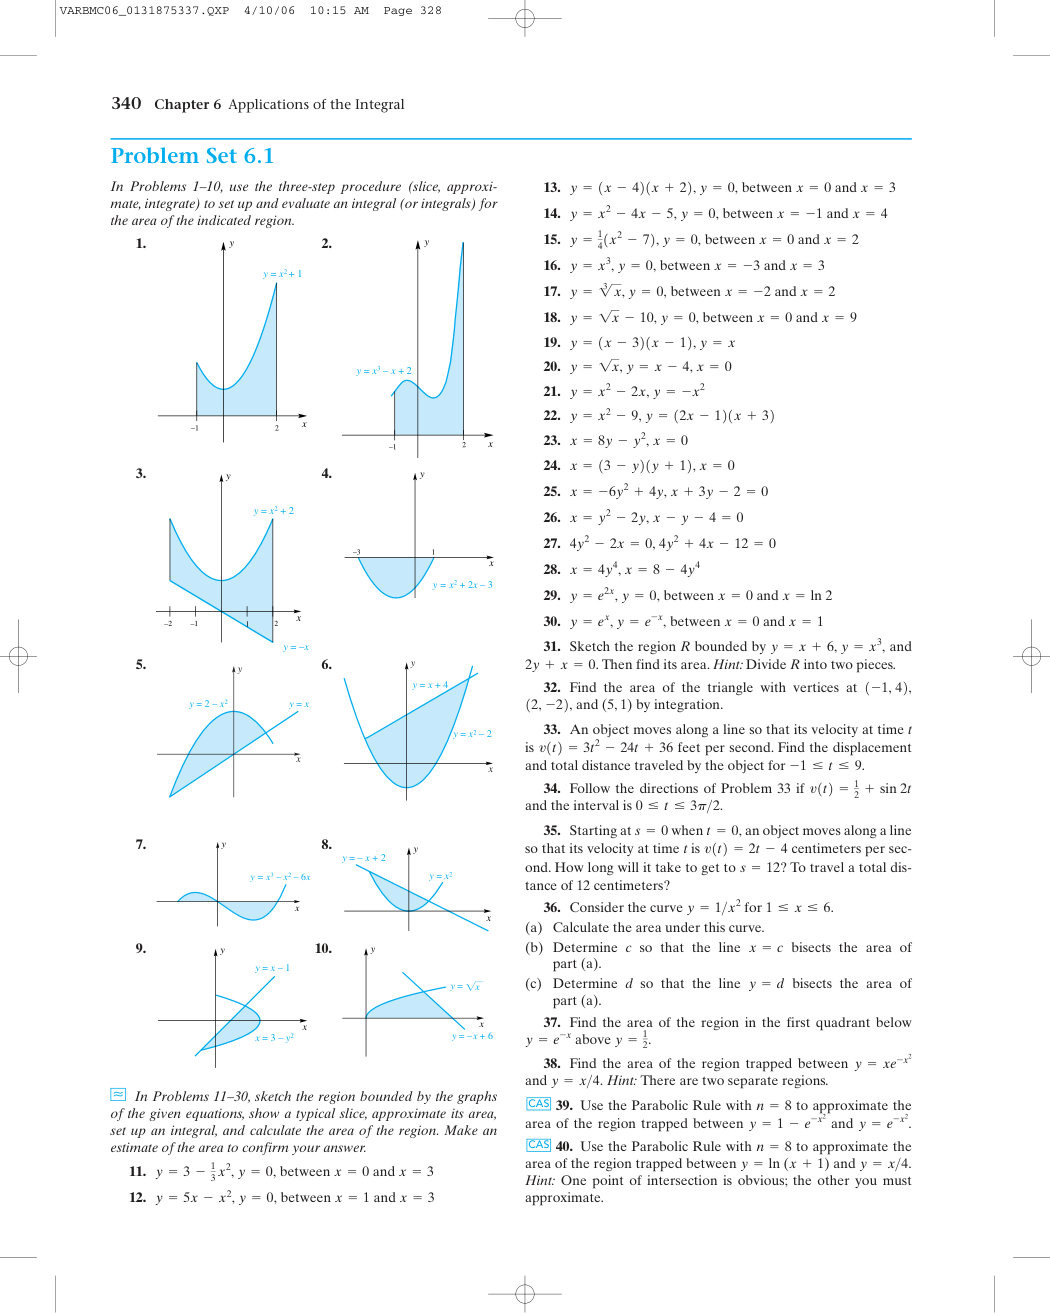 VARBMC06_0131875337.QXP 4/10/06 10:15 AM Page 328
340 Chapter 6 Applications of the Integral
Problem Set 6.1
In Problems 1–10, use the three-step procedure (slice, approxi-
mate, integrate) to set up and evaluate an integral (or integrals) for
the area of the indicated region.
1.
y
y = x² + 1
–1
2
x
2.
y
y = x³ – x + 2
–1
2
x
3.
y
y = x² + 2
–2
–1
1
2
x
y = –x
4.
y
–3
1
x
y = x² + 2x – 3
5.
y
y = 2 – x²
y = x
x
6.
y
y = x + 4
y = x² – 2
x
7.
y
y = x³ – x² – 6x
x
8.
y
y = – x + 2
y = x²
x
9.
y
y = x – 1
x
x = 3 – y²
10.
y
y = √x
x
y = –x + 6
≈ In Problems 11–30, sketch the region bounded by the graphs
of the given equations, show a typical slice, approximate its area,
set up an integral, and calculate the area of the region. Make an
estimate of the area to confirm your answer.
11. y = 3 − 1/3 x², y = 0, between x = 0 and x = 3
12. y = 5x − x², y = 0, between x = 1 and x = 3
13. y = (x − 4)(x + 2), y = 0, between x = 0 and x = 3
14. y = x² − 4x − 5, y = 0, between x = −1 and x = 4
15. y = 1/4(x² − 7), y = 0, between x = 0 and x = 2
16. y = x³, y = 0, between x = −3 and x = 3
17. y = ∛x, y = 0, between x = −2 and x = 2
18. y = √x − 10, y = 0, between x = 0 and x = 9
19. y = (x − 3)(x − 1), y = x
20. y = √x, y = x − 4, x = 0
21. y = x² − 2x, y = −x²
22. y = x² − 9, y = (2x − 1)(x + 3)
23. x = 8y − y², x = 0
24. x = (3 − y)(y + 1), x = 0
25. x = −6y² + 4y, x + 3y − 2 = 0
26. x = y² − 2y, x − y − 4 = 0
27. 4y² − 2x = 0, 4y² + 4x − 12 = 0
28. x = 4y⁴, x = 8 − 4y⁴
29. y = e²ˣ, y = 0, between x = 0 and x = ln 2
30. y = eˣ, y = e⁻ˣ, between x = 0 and x = 1
31. Sketch the region R bounded by y = x + 6, y = x³, and
2y + x = 0. Then find its area. Hint: Divide R into two pieces.
32. Find the area of the triangle with vertices at (−1, 4),
(2, −2), and (5, 1) by integration.
33. An object moves along a line so that its velocity at time t
is v(t) = 3t² − 24t + 36 feet per second. Find the displacement
and total distance traveled by the object for −1 ≤ t ≤ 9.
34. Follow the directions of Problem 33 if v(t) = 1/2 + sin 2t
and the interval is 0 ≤ t ≤ 3π/2.
35. Starting at s = 0 when t = 0, an object moves along a line
so that its velocity at time t is v(t) = 2t − 4 centimeters per sec-
ond. How long will it take to get to s = 12? To travel a total dis-
tance of 12 centimeters?
36. Consider the curve y = 1/x² for 1 ≤ x ≤ 6.
(a) Calculate the area under this curve.
(b) Determine c so that the line x = c bisects the area of
part (a).
(c) Determine d so that the line y = d bisects the area of
part (a).
37. Find the area of the region in the first quadrant below
y = e⁻ˣ above y = 1/2.
38. Find the area of the region trapped between y = xe^(−x²)
and y = x/4. Hint: There are two separate regions.
CAS 39. Use the Parabolic Rule with n = 8 to approximate the
area of the region trapped between y = 1 − e^(−x²) and y = e^(−x²).
CAS 40. Use the Parabolic Rule with n = 8 to approximate the
area of the region trapped between y = ln (x + 1) and y = x/4.
Hint: One point of intersection is obvious; the other you must
approximate.